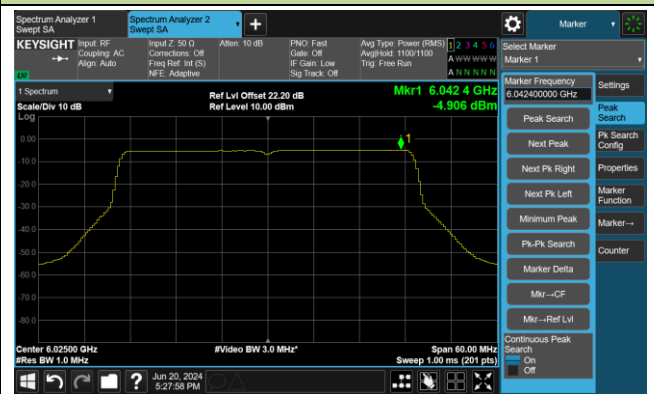 Spectrum Analyzer 1
Swept SA
Spectrum Analyzer 2
Swept SA
Marker
KEYSIGHT
Input: RF
Coupling: AC
Align: Auto
Input Z: 50 Ω
Corrections: Off
Freq Ref: Int (S)
NFE: Adaptive
Atten: 10 dB
PNO: Fast
Gate: Off
IF Gain: Low
Sig Track: Off
Avg Type: Power (RMS)
Avg|Hold: 1100/1100
Trig: Free Run
1 2 3 4 5 6
A W W W W W
A N N N N N
Select Marker
Marker 1
LXI
1 Spectrum
Scale/Div 10 dB
Log
Ref Lvl Offset 22.20 dB
Ref Level 10.00 dBm
Mkr1 6.042 4 GHz
-4.906 dBm
1
0.00
-10.0
-20.0
-30.0
-40.0
-50.0
-60.0
-70.0
-80.0
Center 6.02500 GHz
#Res BW 1.0 MHz
#Video BW 3.0 MHz*
Span 60.00 MHz
Sweep 1.00 ms (201 pts)
Marker Frequency
6.042400000 GHz
Peak Search
Next Peak
Next Pk Right
Next Pk Left
Minimum Peak
Pk-Pk Search
Marker Delta
Mkr→CF
Mkr→Ref Lvl
Continuous Peak
Search
On
Off
Settings
Peak
Search
Pk Search
Config
Properties
Marker
Function
Marker→
Counter
Jun 20, 2024
5:27:58 PM